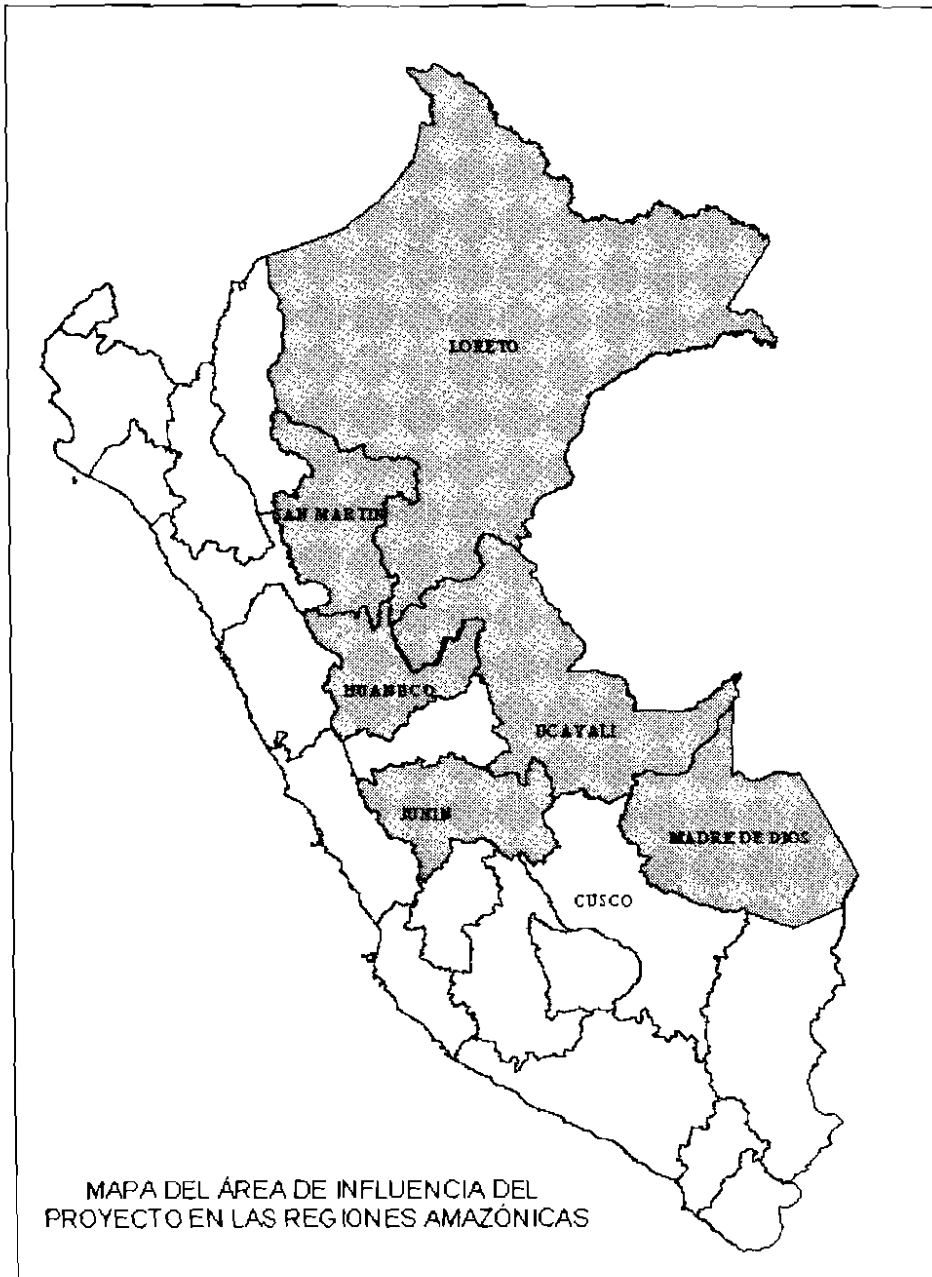 LORETO
SAN MARTIN
HUANUCO
UCAYALI
JUNIN
MADRE DE DIOS
CUSCO
MAPA DEL ÁREA DE INFLUENCIA DEL
PROYECTO EN LAS REGIONES AMAZÓNICAS